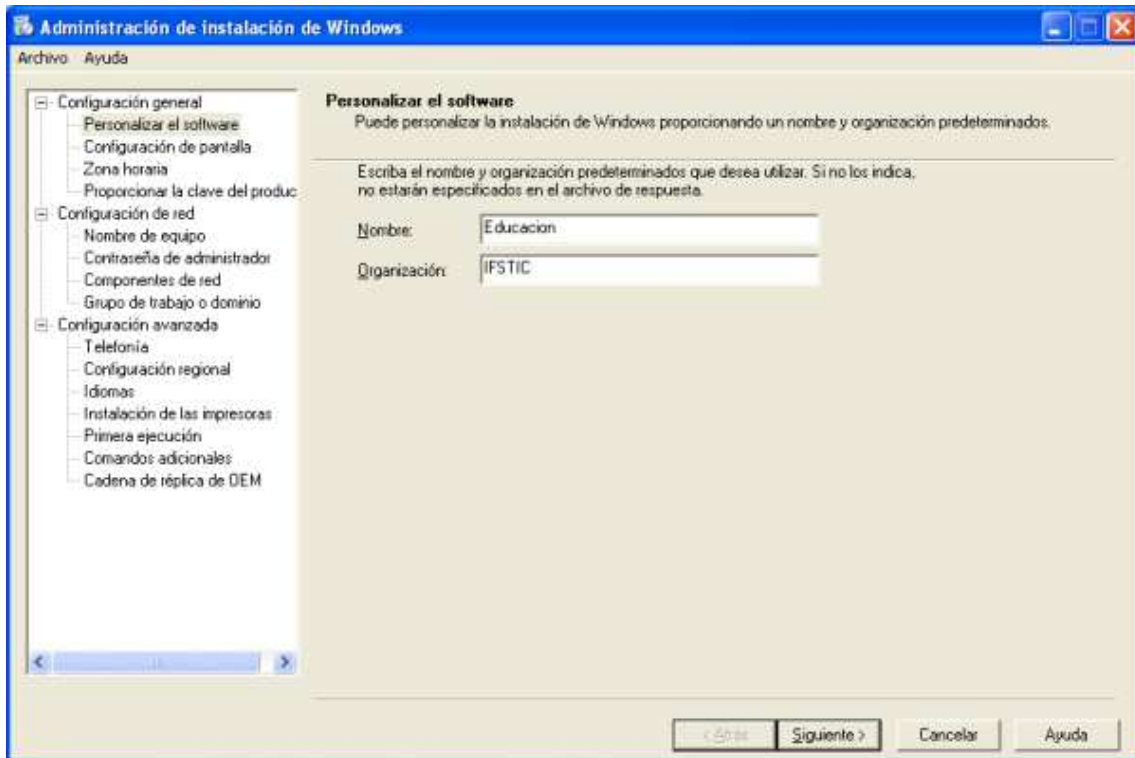 Administración de instalación de Windows
Archivo Ayuda
Configuración general
Personalizar el software
Configuración de pantalla
Zona horaria
Proporcionar la clave del produc
Configuración de red
Nombre de equipo
Contraseña de administrador
Componentes de red
Grupo de trabajo o dominio
Configuración avanzada
Telefonía
Configuración regional
Idiomas
Instalación de las impresoras
Primera ejecución
Comandos adicionales
Cadena de réplica de OEM
Personalizar el software
Puede personalizar la instalación de Windows proporcionando un nombre y organización predeterminados.
Escriba el nombre y organización predeterminados que desea utilizar. Si no los indica,
no estarán especificados en el archivo de respuesta.
Nombre: Educacion
Organización: IFSTIC
< Atrás Siguiente > Cancelar Ayuda